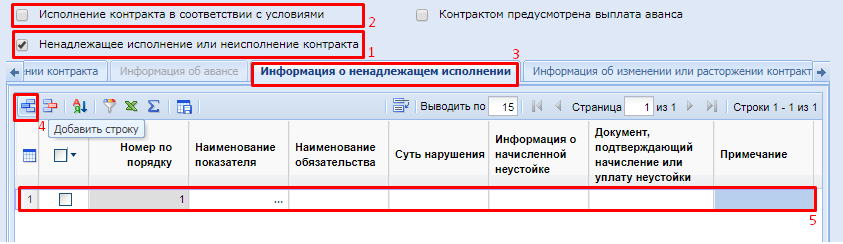 Исполнение контракта в соответствии с условиями 2 Контрактом предусмотрена выплата аванса
Ненадлежащее исполнение или неисполнение контракта 1
3
нии контракта Информация об авансе Информация о ненадлежащем исполнении Информация об изменении или расторжении контракт
Выводить по 15 Страница 1 из 1 Строки 1 - 1 из 1
4 Добавить строку
Номер по порядку
Наименование показателя
Наименование обязательства
Суть нарушения
Информация о начисленной неустойке
Документ, подтверждающий начисление или уплату неустойки
Примечание
1 1 ...
5